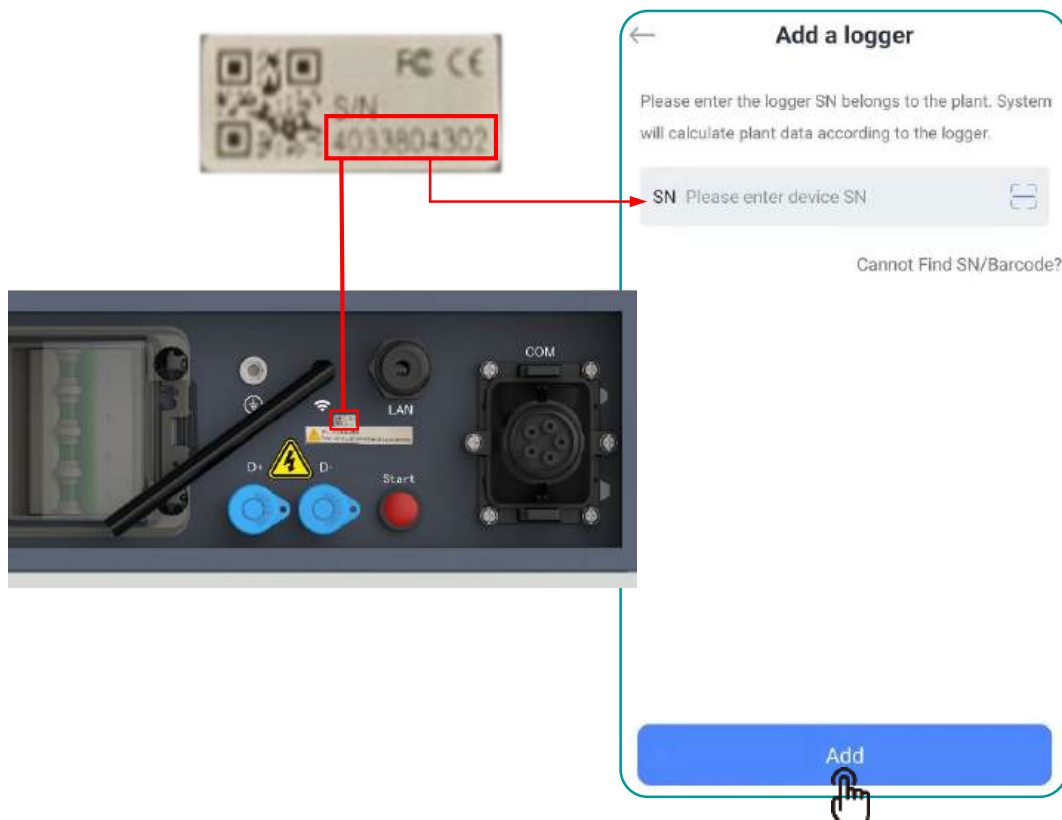 FC CE
S/N
4033804302
Add a logger
Please enter the logger SN belongs to the plant. System
will calculate plant data according to the logger.
SN Please enter device SN
Cannot Find SN/Barcode?
COM
LAN
D+
D-
Start
Add